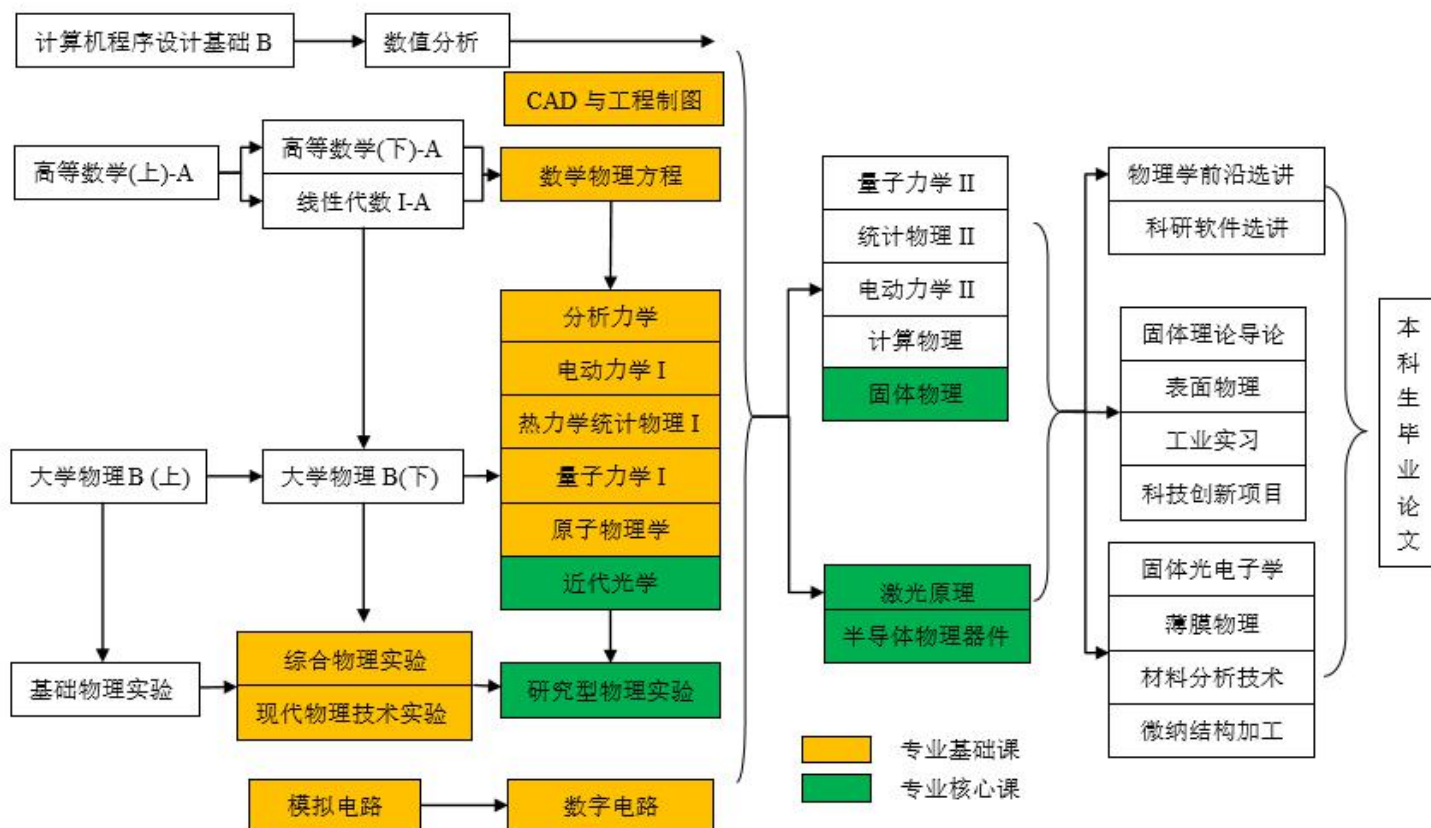 计算机程序设计基础 B
数值分析
CAD 与工程制图
高等数学(上)-A
高等数学(下)-A
线性代数 I-A
数学物理方程
分析力学
电动力学 I
热力学统计物理 I
量子力学 I
原子物理学
近代光学
大学物理 B (上)
大学物理 B(下)
基础物理实验
综合物理实验
现代物理技术实验
研究型物理实验
模拟电路
数字电路
量子力学 II
统计物理 II
电动力学 II
计算物理
固体物理
激光原理
半导体物理器件
专业基础课
专业核心课
物理学前沿选讲
科研软件选讲
固体理论导论
表面物理
工业实习
科技创新项目
固体光电子学
薄膜物理
材料分析技术
微纳结构加工
本
科
生
毕
业
论
文